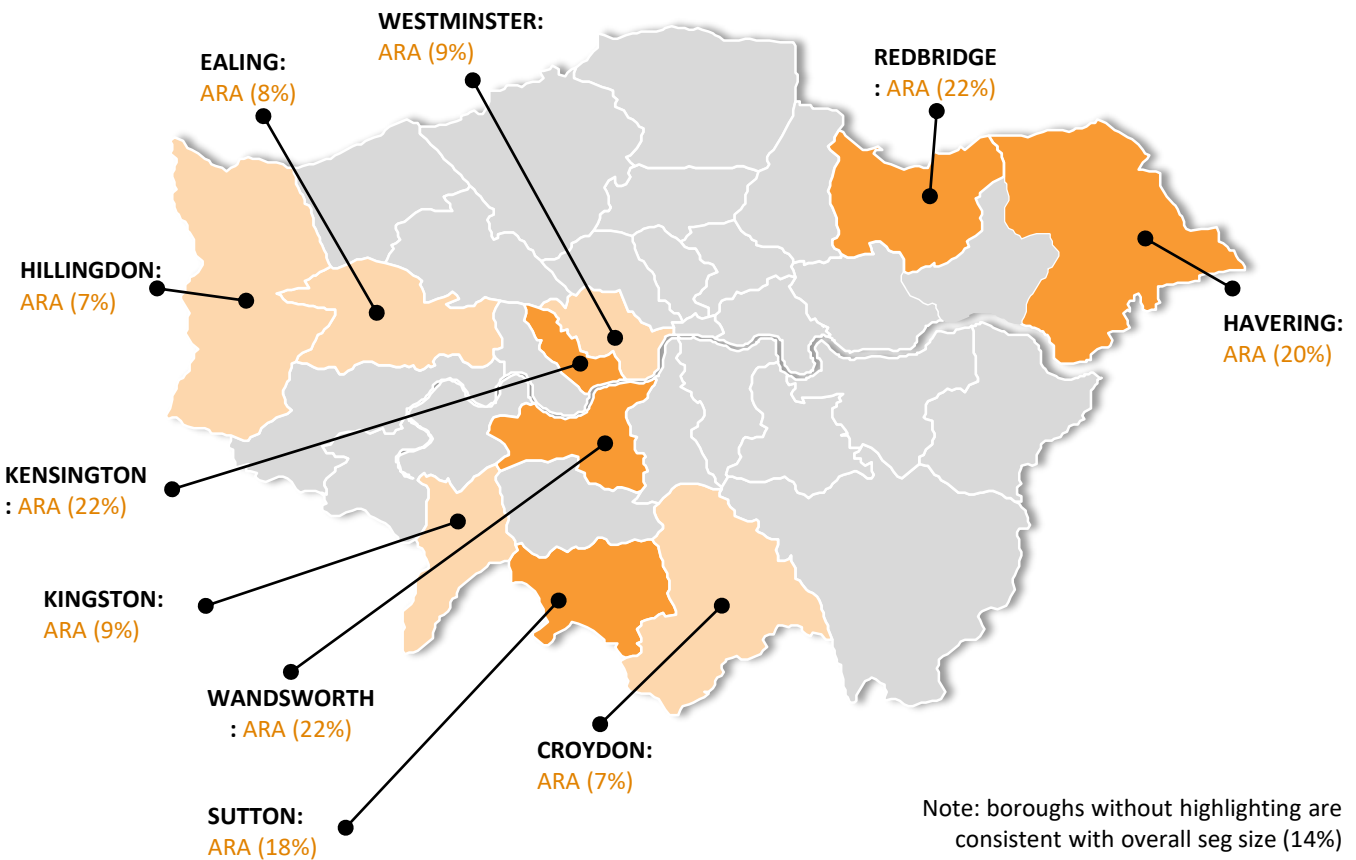 WESTMINSTER:
ARA (9%)
EALING:
ARA (8%)
REDBRIDGE
: ARA (22%)
HILLINGDON:
ARA (7%)
HAVERING:
ARA (20%)
KENSINGTON
: ARA (22%)
KINGSTON:
ARA (9%)
WANDSWORTH
: ARA (22%)
CROYDON:
ARA (7%)
SUTTON:
ARA (18%)
Note: boroughs without highlighting are
consistent with overall seg size (14%)